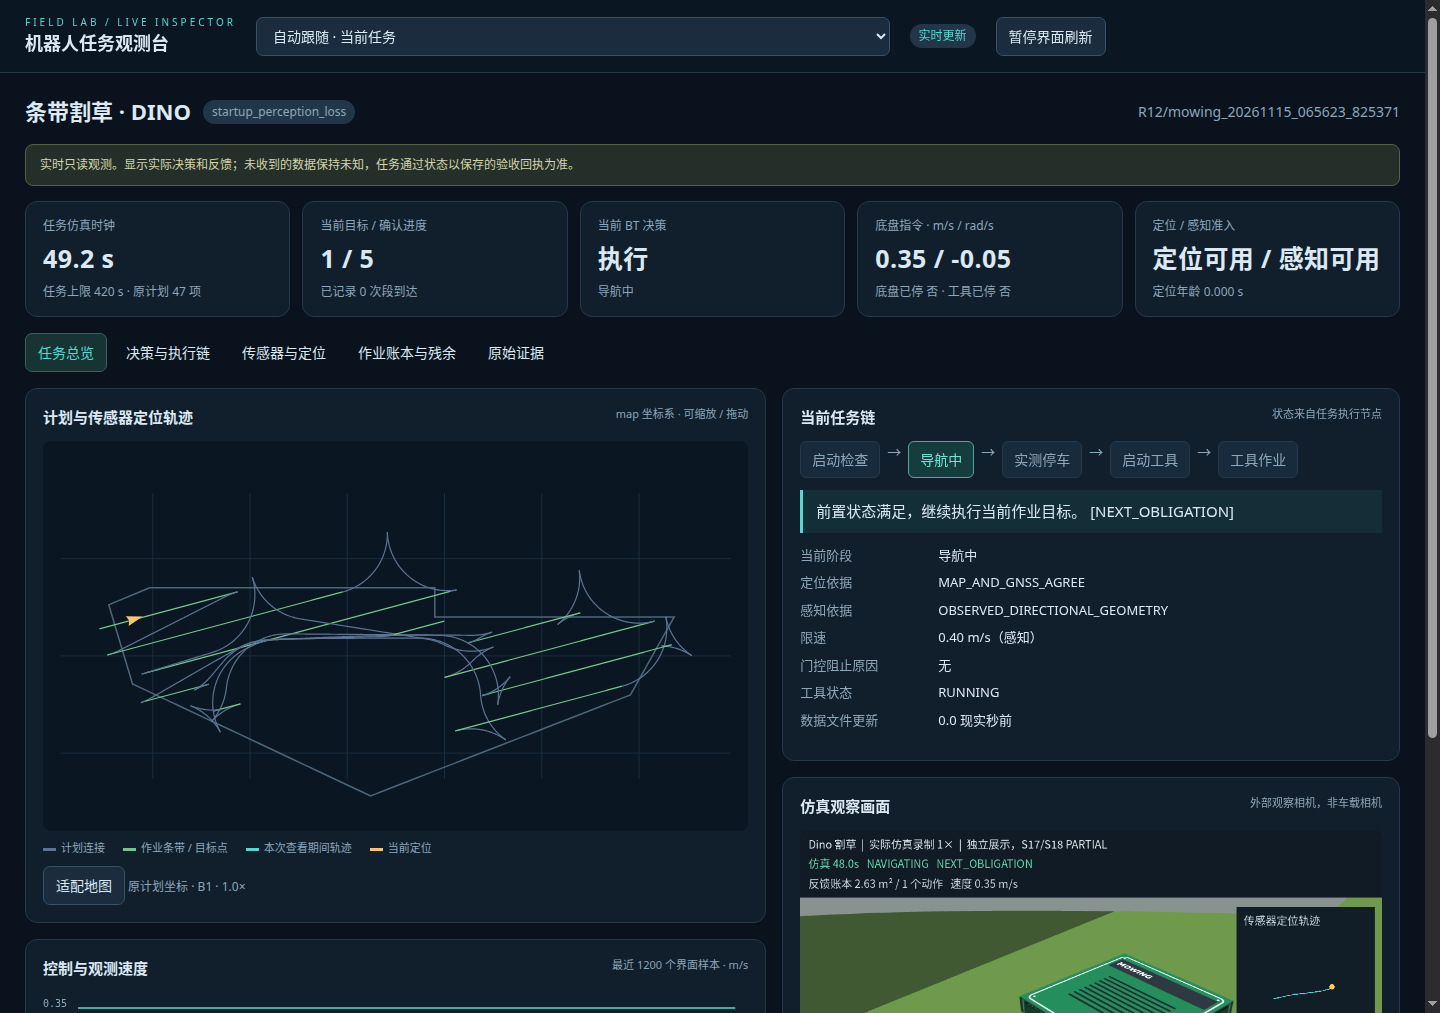 FIELD LAB / LIVE INSPECTOR
机器人任务观测台
自动跟随 · 当前任务
实时更新
暂停界面刷新
条带割草 · DINO
startup_perception_loss
R12/mowing_20261115_065623_825371
实时只读观测。显示实际决策和反馈；未收到的数据保持未知，任务通过状态以保存的验收回执为准。
任务仿真时钟
49.2 s
任务上限 420 s · 原计划 47 项
当前目标 / 确认进度
1 / 5
已记录 0 次段到达
当前 BT 决策
执行
导航中
底盘指令 · m/s / rad/s
0.35 / -0.05
底盘已停 否 · 工具已停 否
定位 / 感知准入
定位可用 / 感知可用
定位年龄 0.000 s
任务总览
决策与执行链
传感器与定位
作业账本与残余
原始证据
计划与传感器定位轨迹
map 坐标系 · 可缩放 / 拖动
计划连接
作业条带 / 目标点
本次查看期间轨迹
当前定位
适配地图
原计划坐标 · B1 · 1.0×
控制与观测速度
最近 1200 个界面样本 · m/s
0.35
当前任务链
状态来自任务执行节点
启动检查 → 导航中 → 实测停车 → 启动工具 → 工具作业
前置状态满足，继续执行当前作业目标。 [NEXT_OBLIGATION]
当前阶段 导航中
定位依据 MAP_AND_GNSS_AGREE
感知依据 OBSERVED_DIRECTIONAL_GEOMETRY
限速 0.40 m/s（感知）
门控阻止原因 无
工具状态 RUNNING
数据文件更新 0.0 现实秒前
仿真观察画面
外部观察相机，非车载相机
Dino 割草 | 实际仿真录制 1× | 独立展示，S17/S18 PARTIAL
仿真 48.0s NAVIGATING NEXT_OBLIGATION
反馈账本 2.63 m² / 1 个动作 速度 0.35 m/s
传感器定位轨迹
MOWING